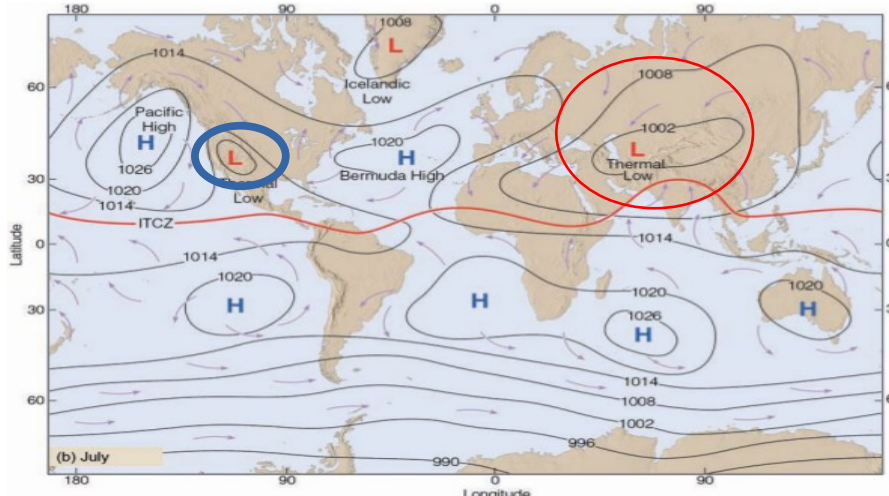 180
90
0
90
1008
L
1014
Icelandic
Low
60
1008
Pacific
High
H
1026
1020
1014
L
Low
1020
H
Bermuda High
1002
L
Thermal
Low
30
ITCZ
0
1014
1014
1020
H
H
1020
1026
H
1020
H
30
1014
1008
1002
996
990
60
(b) July
180
90
0
90
Latitude
Longitude